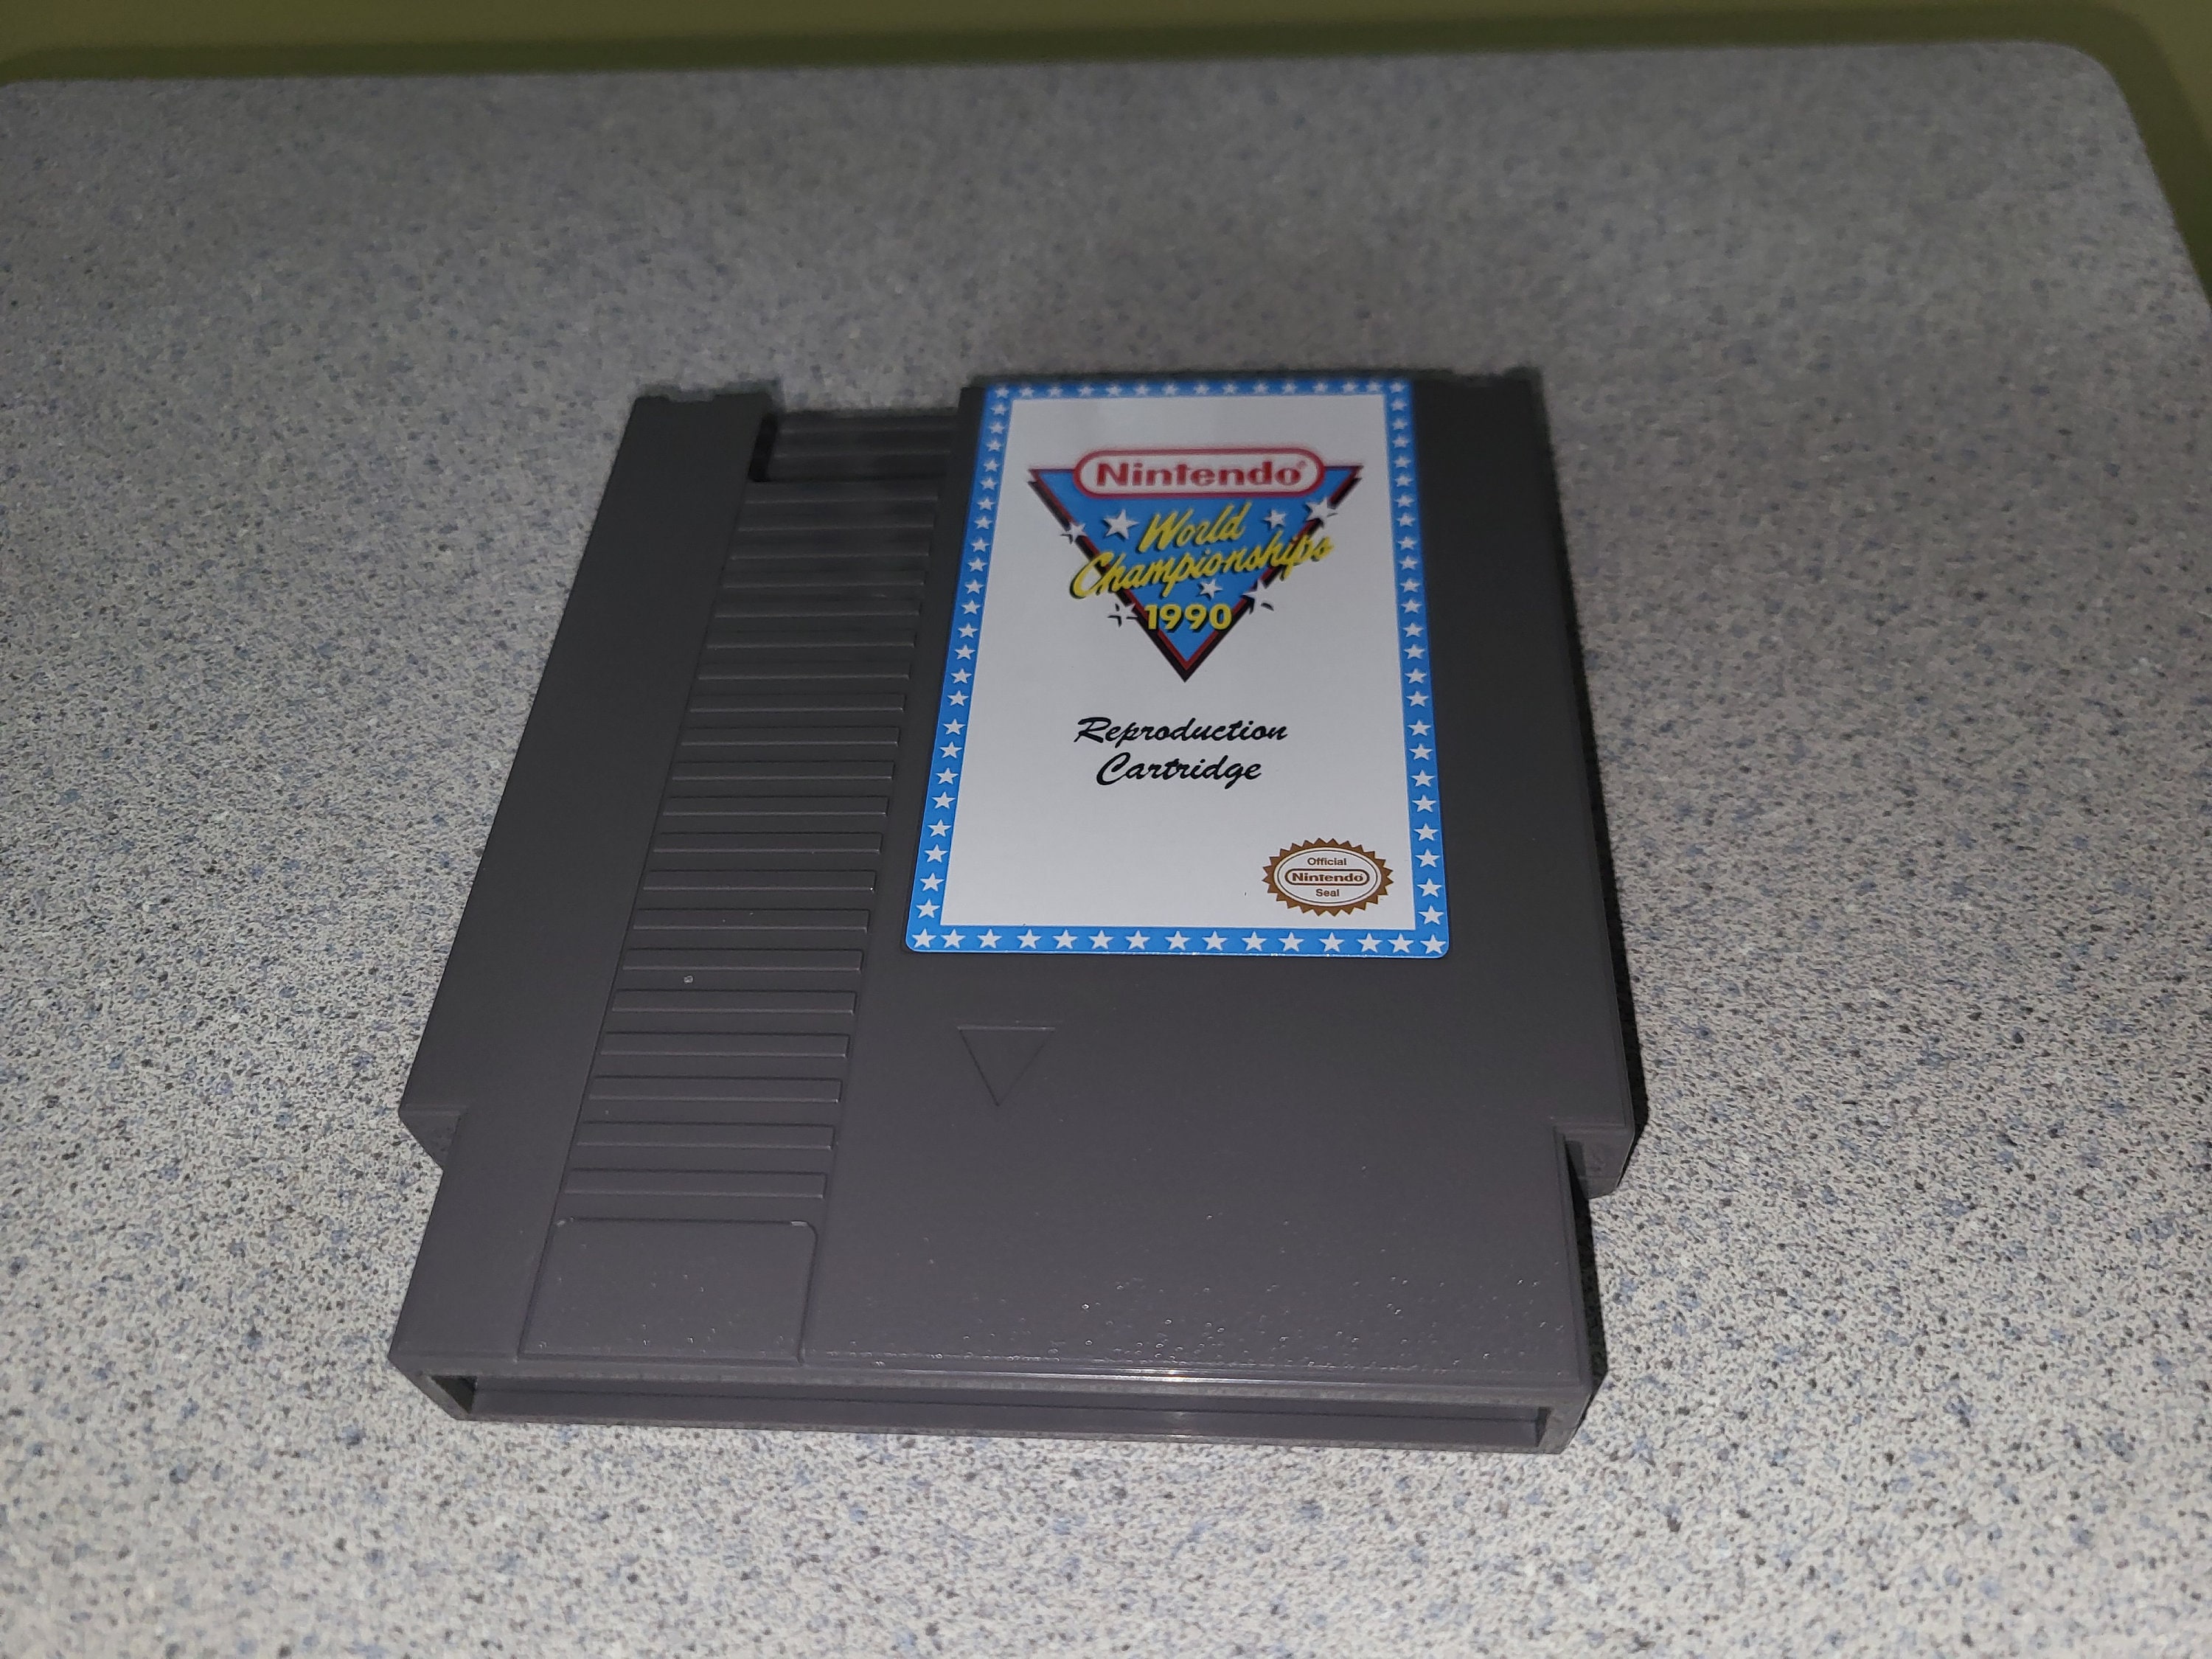 Nintendo®
World
Championships
1990
Reproduction
Cartridge
Official
Nintendo
Seal